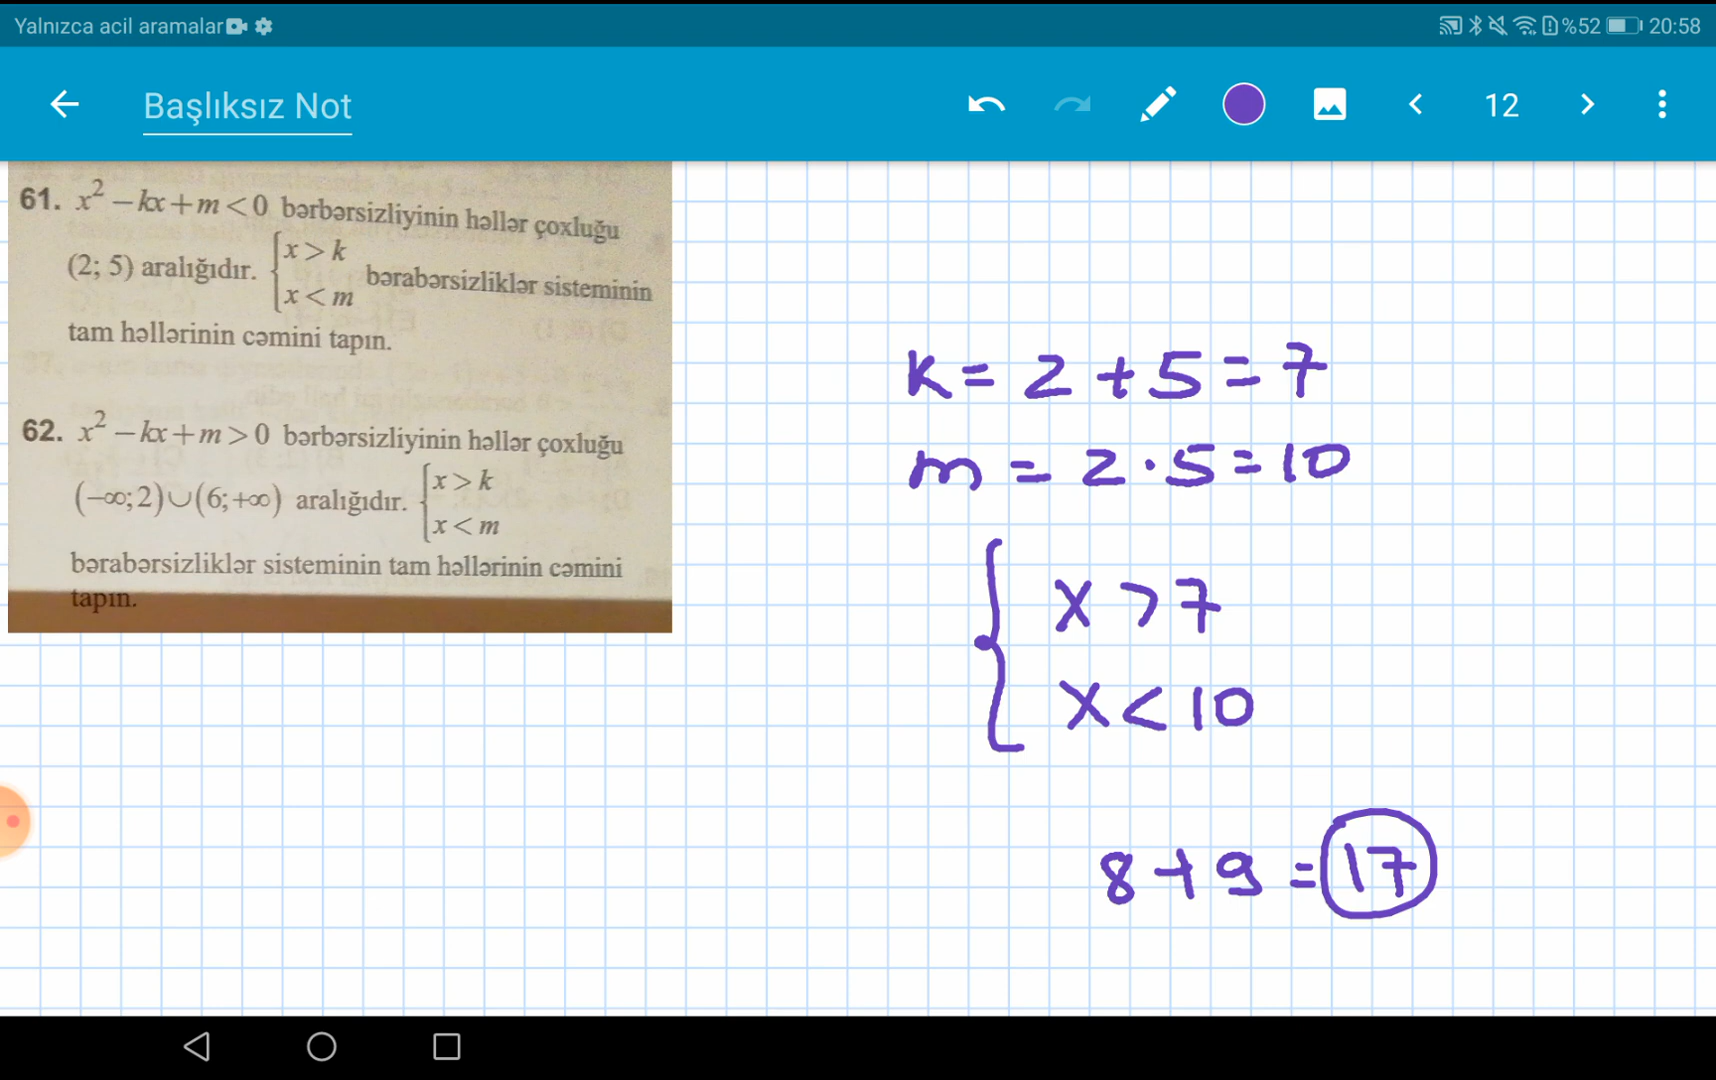 Yalnızca acil aramalar
%52 20:58
Başlıksız Not
12
61. x² − kx + m < 0 bərbərsizliyinin həllər çoxluğu
(2; 5) aralığıdır. {x > k
x < m bərabərsizliklər sisteminin
tam həllərinin cəmini tapın.
62. x² − kx + m > 0 bərbərsizliyinin həllər çoxluğu
(−∞; 2)∪(6; +∞) aralığıdır. {x > k
x < m
bərabərsizliklər sisteminin tam həllərinin cəmini
tapın.
K = 2 + 5 = 7
m = 2 · 5 = 10
{x > 7
x < 10
8 + 9 = 17